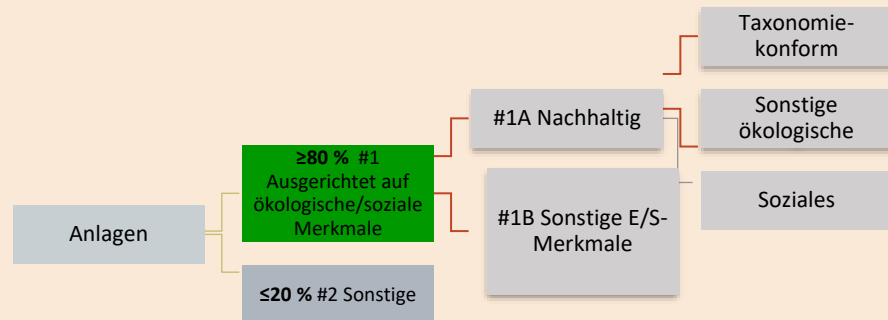 Anlagen
≥80 % #1
Ausgerichtet auf
ökologische/soziale
Merkmale
≤20 % #2 Sonstige
#1A Nachhaltig
#1B Sonstige E/S-
Merkmale
Taxonomie-
konform
Sonstige
ökologische
Soziales